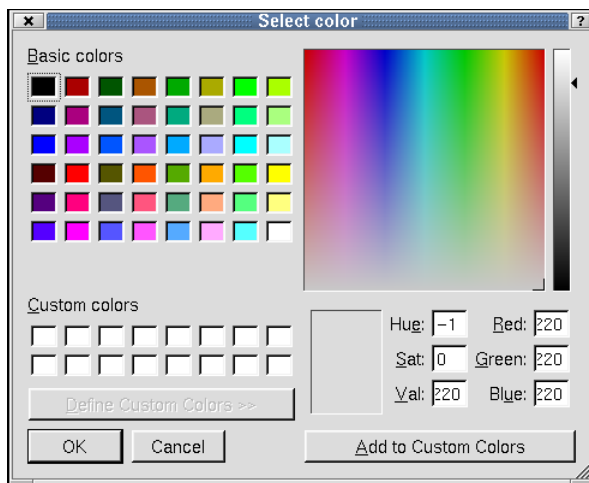 Select color
Basic colors
Custom colors
Define Custom Colors >>
OK
Cancel
Hue: -1
Red: 220
Sat: 0
Green: 220
Val: 220
Blue: 220
Add to Custom Colors